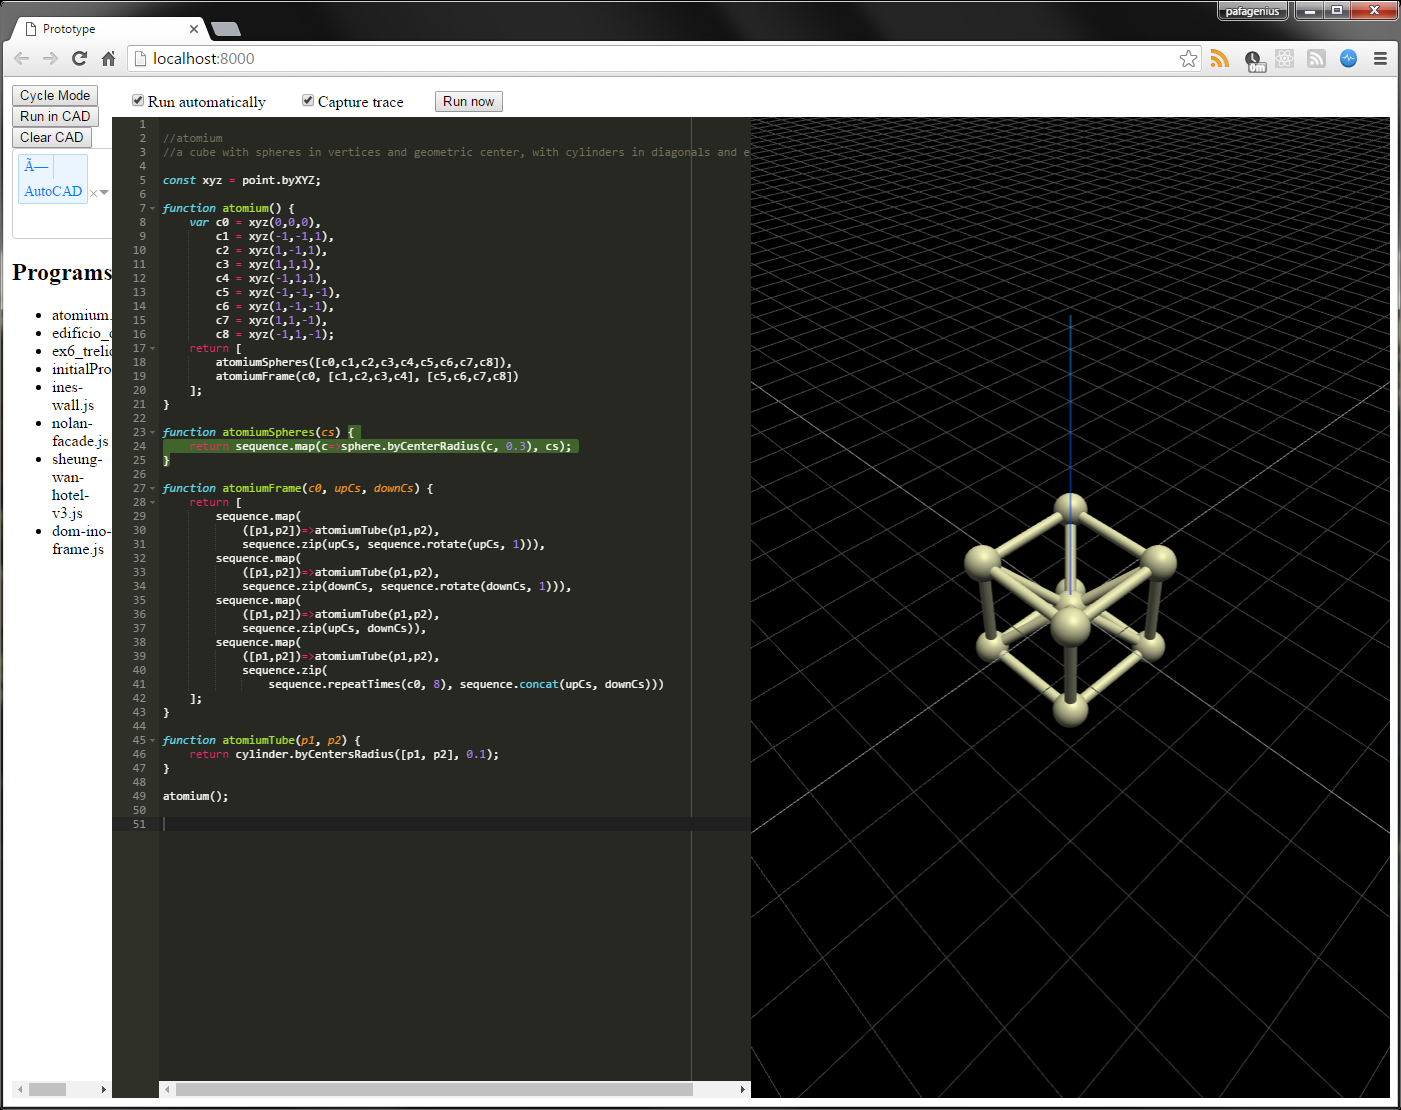 pafagenius
Prototype
localhost:8000
0m
Cycle Mode
Run in CAD
Clear CAD
Ã—
AutoCAD
Programs
atomium.
edificio_c
ex6_trelic
initialPro
ines-
wall.js
nolan-
facade.js
sheung-
wan-
hotel-
v3.js
dom-ino-
frame.js
Run automatically
Capture trace
Run now
1
2 //atomium
3 //a cube with spheres in vertices and geometric center, with cylinders in diagonals and e
4
5 const xyz = point.byXYZ;
6
7 function atomium() {
8 var c0 = xyz(0,0,0),
9 c1 = xyz(-1,-1,1),
10 c2 = xyz(1,-1,1),
11 c3 = xyz(1,1,1),
12 c4 = xyz(-1,1,1),
13 c5 = xyz(-1,-1,-1),
14 c6 = xyz(1,-1,-1),
15 c7 = xyz(1,1,-1),
16 c8 = xyz(-1,1,-1);
17 return [
18 atomiumSpheres([c0,c1,c2,c3,c4,c5,c6,c7,c8]),
19 atomiumFrame(c0, [c1,c2,c3,c4], [c5,c6,c7,c8])
20 ];
21 }
22
23 function atomiumSpheres(cs) {
24 return sequence.map(c=>sphere.byCenterRadius(c, 0.3), cs);
25 }
26
27 function atomiumFrame(c0, upCs, downCs) {
28 return [
29 sequence.map(
30 ([p1,p2])=>atomiumTube(p1,p2),
31 sequence.zip(upCs, sequence.rotate(upCs, 1))),
32 sequence.map(
33 ([p1,p2])=>atomiumTube(p1,p2),
34 sequence.zip(downCs, sequence.rotate(downCs, 1))),
35 sequence.map(
36 ([p1,p2])=>atomiumTube(p1,p2),
37 sequence.zip(upCs, downCs)),
38 sequence.map(
39 ([p1,p2])=>atomiumTube(p1,p2),
40 sequence.zip(
41 sequence.repeatTimes(c0, 8), sequence.concat(upCs, downCs)))
42 ];
43 }
44
45 function atomiumTube(p1, p2) {
46 return cylinder.byCentersRadius([p1, p2], 0.1);
47 }
48
49 atomium();
50
51